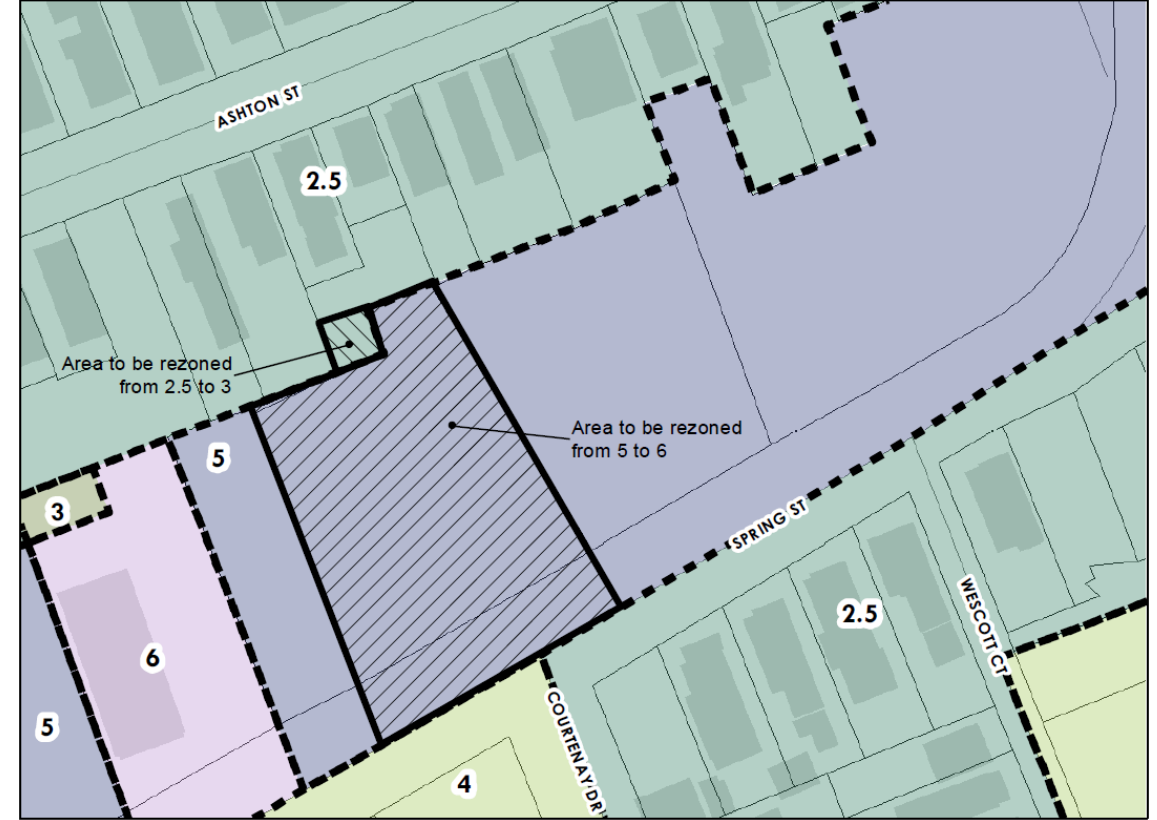 ASHTON ST
2.5
Area to be rezoned
from 2.5 to 3
Area to be rezoned
from 5 to 6
5
3
SPRING ST
6
2.5
WESCOTT CT
5
COURTENAY DR
4